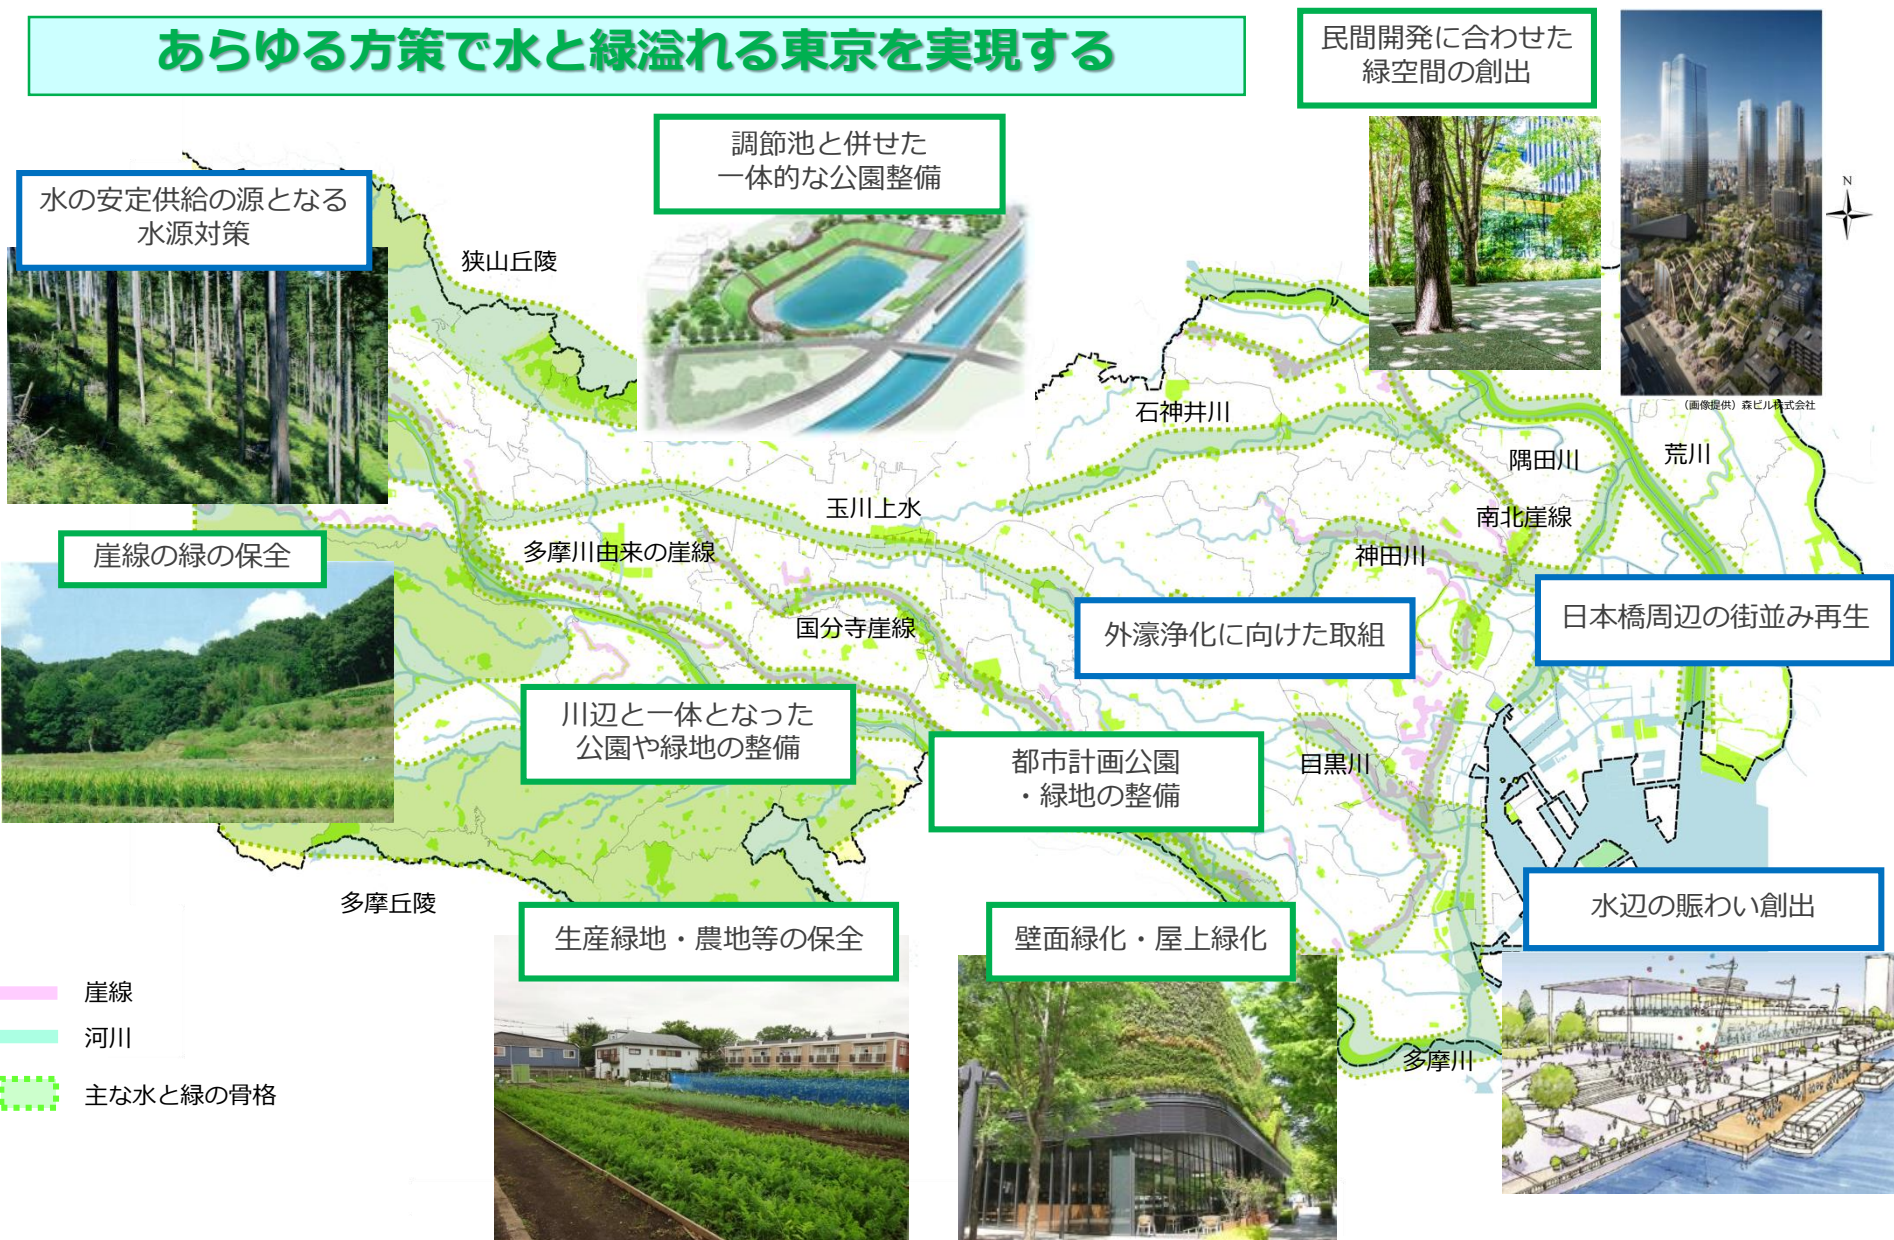 あらゆる方策で水と緑溢れる東京を実現する
民間開発に合わせた
緑空間の創出
調節池と併せた
一体的な公園整備
水の安定供給の源となる
水源対策
N
狭山丘陵
(画像提供)森ビル株式会社
石神井川
隅田川
荒川
玉川上水
南北崖線
多摩川由来の崖線
神田川
崖線の緑の保全
国分寺崖線
外濠浄化に向けた取組
日本橋周辺の街並み再生
川辺と一体となった
公園や緑地の整備
都市計画公園
・緑地の整備
目黒川
多摩丘陵
生産緑地・農地等の保全
壁面緑化・屋上緑化
水辺の賑わい創出
崖線
河川
主な水と緑の骨格
多摩川